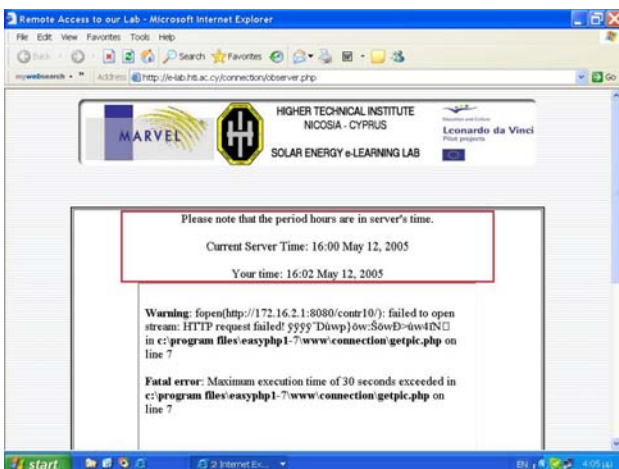 Remote Access to our Lab - Microsoft Internet Explorer
File Edit View Favorites Tools Help
Back Search Favorites
mywebsearch Address http://e-lab.hti.ac.cy/connection/observer.php Go
MARVEL
HIGHER TECHNICAL INSTITUTE
NICOSIA - CYPRUS
SOLAR ENERGY e-LEARNING LAB
Education and Culture
Leonardo da Vinci
Pilot projects
Please note that the period hours are in server's time.
Current Server Time: 16:00 May 12, 2005
Your time: 16:02 May 12, 2005
Warning: fopen(http://172.16.2.1:8080/contr10/): failed to open
stream: HTTP request failed!
in c:\program files\easyphp1-7\www\connection\getpic.php on
line 7
Fatal error: Maximum execution time of 30 seconds exceeded in
c:\program files\easyphp1-7\www\connection\getpic.php on
line 7
start 2 Internet Ex... EN 4:05 μμ